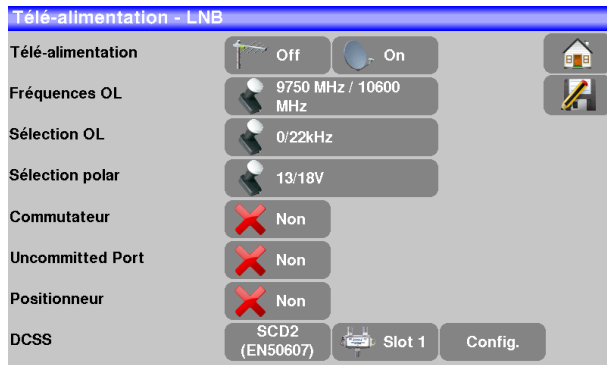 Télé-alimentation - LNB
Télé-alimentation
Off
On
Fréquences OL
9750 MHz / 10600
MHz
Sélection OL
0/22kHz
Sélection polar
13/18V
Commutateur
Non
Uncommitted Port
Non
Positionneur
Non
DCSS
SCD2
(EN50607)
Slot 1
Config.